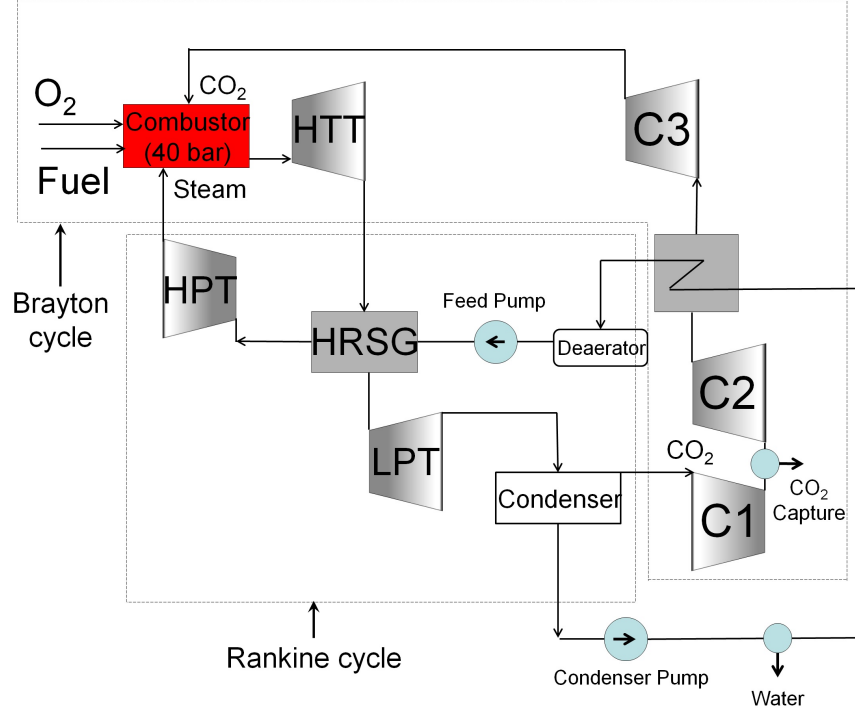 CO₂
O₂
Combustor
(40 bar)
HTT
C3
Fuel
Steam
HPT
Brayton
cycle
Feed Pump
HRSG
Deaerator
C2
LPT
CO₂
Condenser
CO₂
Capture
C1
Rankine cycle
Condenser Pump
Water